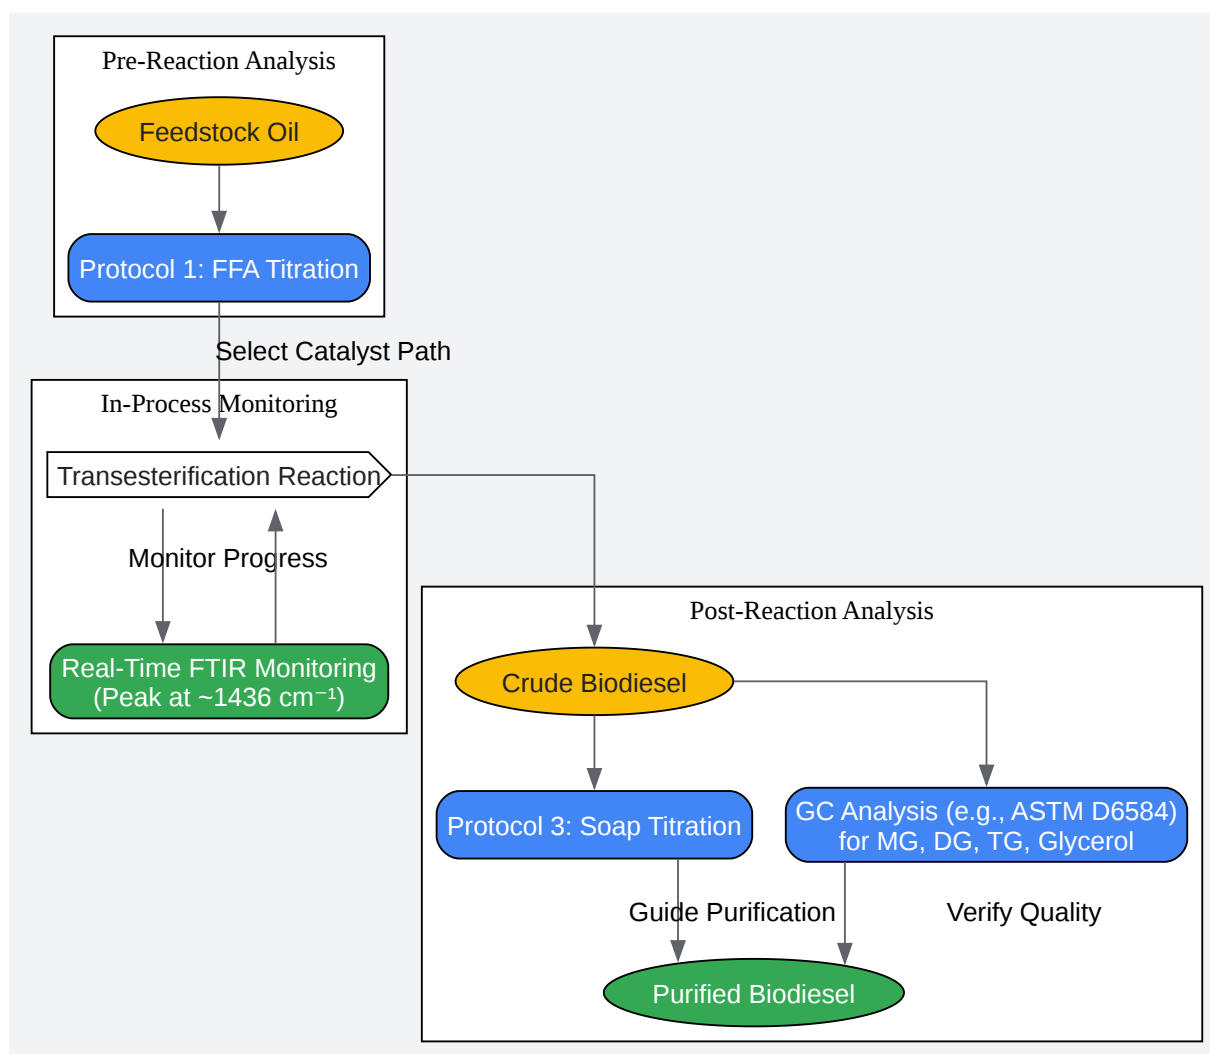 Pre-Reaction Analysis
Feedstock Oil
Protocol 1: FFA Titration
Select Catalyst Path
In-Process Monitoring
Transesterification Reaction
Monitor Progress
Real-Time FTIR Monitoring
(Peak at ~1436 cm⁻¹)
Post-Reaction Analysis
Crude Biodiesel
Protocol 3: Soap Titration
GC Analysis (e.g., ASTM D6584)
for MG, DG, TG, Glycerol
Guide Purification
Verify Quality
Purified Biodiesel